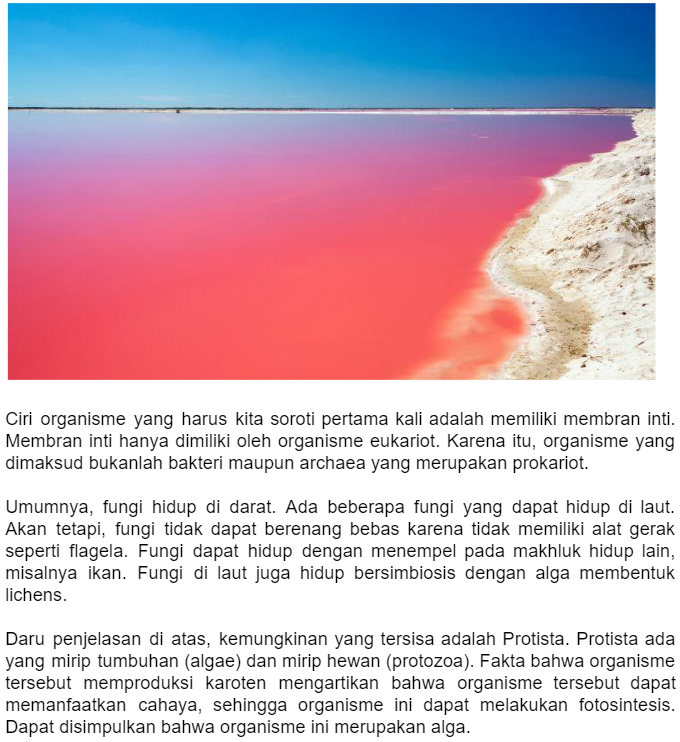 Ciri organisme yang harus kita soroti pertama kali adalah memiliki membran inti.
Membran inti hanya dimiliki oleh organisme eukariot. Karena itu, organisme yang
dimaksud bukanlah bakteri maupun archaea yang merupakan prokariot.
Umumnya, fungi hidup di darat. Ada beberapa fungi yang dapat hidup di laut.
Akan tetapi, fungi tidak dapat berenang bebas karena tidak memiliki alat gerak
seperti flagela. Fungi dapat hidup dengan menempel pada makhluk hidup lain,
misalnya ikan. Fungi di laut juga hidup bersimbiosis dengan alga membentuk
lichens.
Daru penjelasan di atas, kemungkinan yang tersisa adalah Protista. Protista ada
yang mirip tumbuhan (algae) dan mirip hewan (protozoa). Fakta bahwa organisme
tersebut memproduksi karoten mengartikan bahwa organisme tersebut dapat
memanfaatkan cahaya, sehingga organisme ini dapat melakukan fotosintesis.
Dapat disimpulkan bahwa organisme ini merupakan alga.